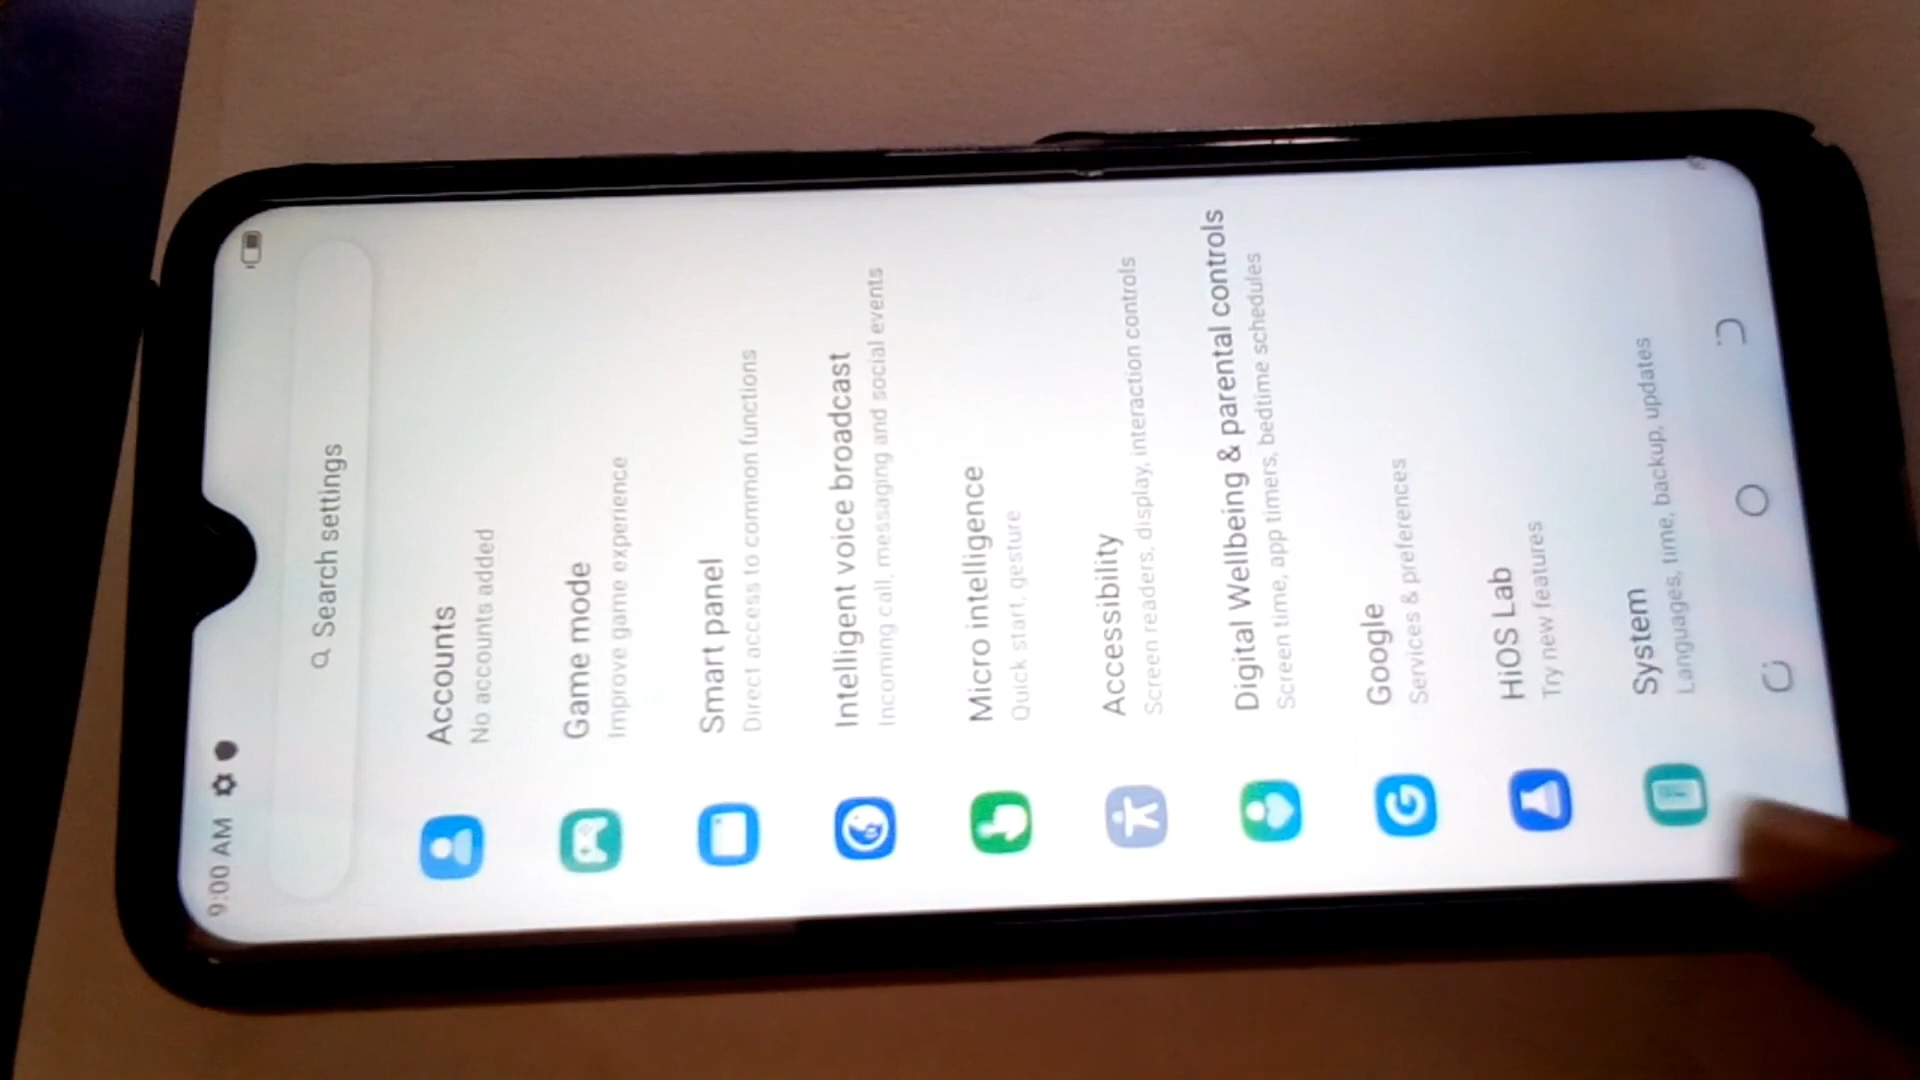 9:00 AM
Search settings
Accounts
No accounts added
Game mode
Improve game experience
Smart panel
Direct access to common functions
Intelligent voice broadcast
Incoming call, messaging and social events
Micro intelligence
Quick start, gesture
Accessibility
Screen readers, display, interaction controls
Digital Wellbeing & parental controls
Screen time, app timers, bedtime schedules
Google
Services & preferences
HiOS Lab
Try new features
System
Languages, time, backup, updates